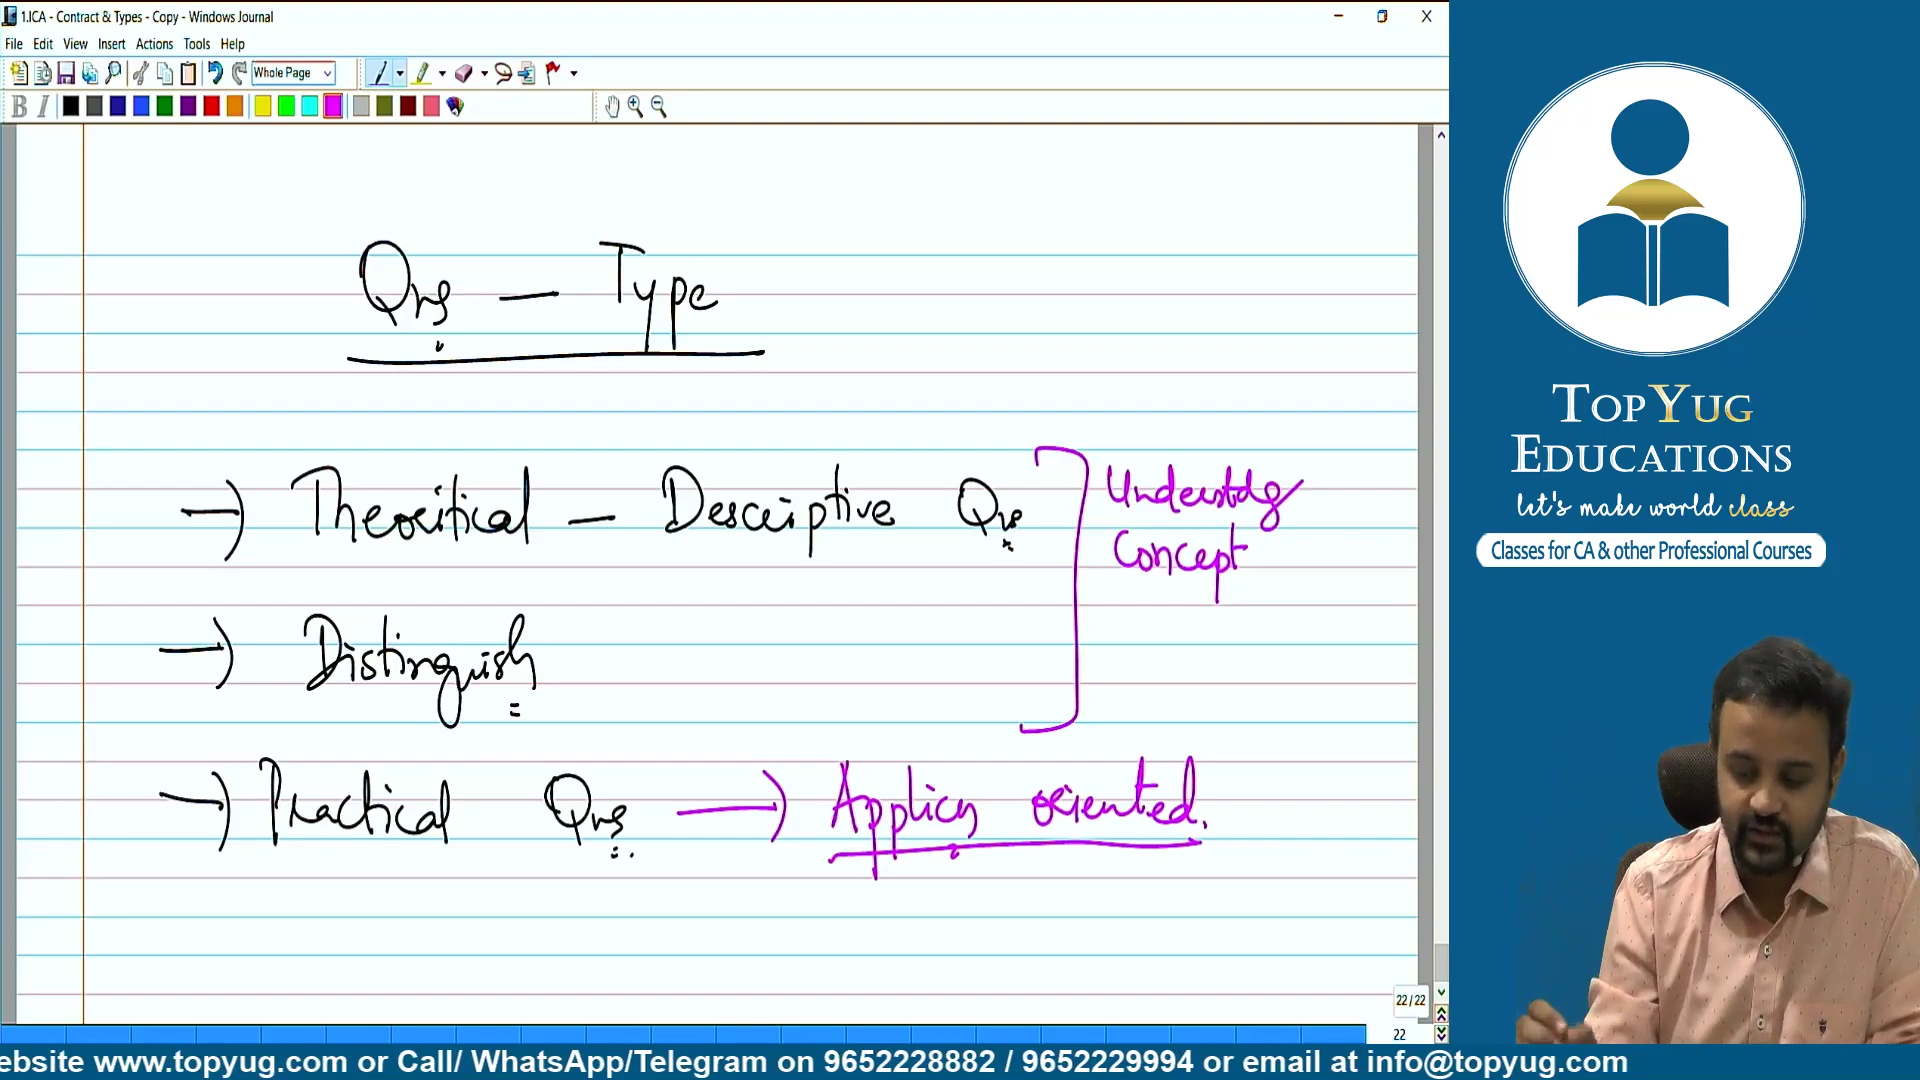 1.ICA - Contract & Types - Copy - Windows Journal
File Edit View Insert Actions Tools Help
Whole Page
B I
Qns — Type
→ Theoritical — Descriptive Qns
Understdg
Concept
→ Distinguish
→ Practical Qns → Applicn oriented.
22 / 22
22
TOPYUG
EDUCATIONS
let's make world class
Classes for CA & other Professional Courses
ebsite www.topyug.com or Call/ WhatsApp/Telegram on 9652228882 / 9652229994 or email at info@topyug.com